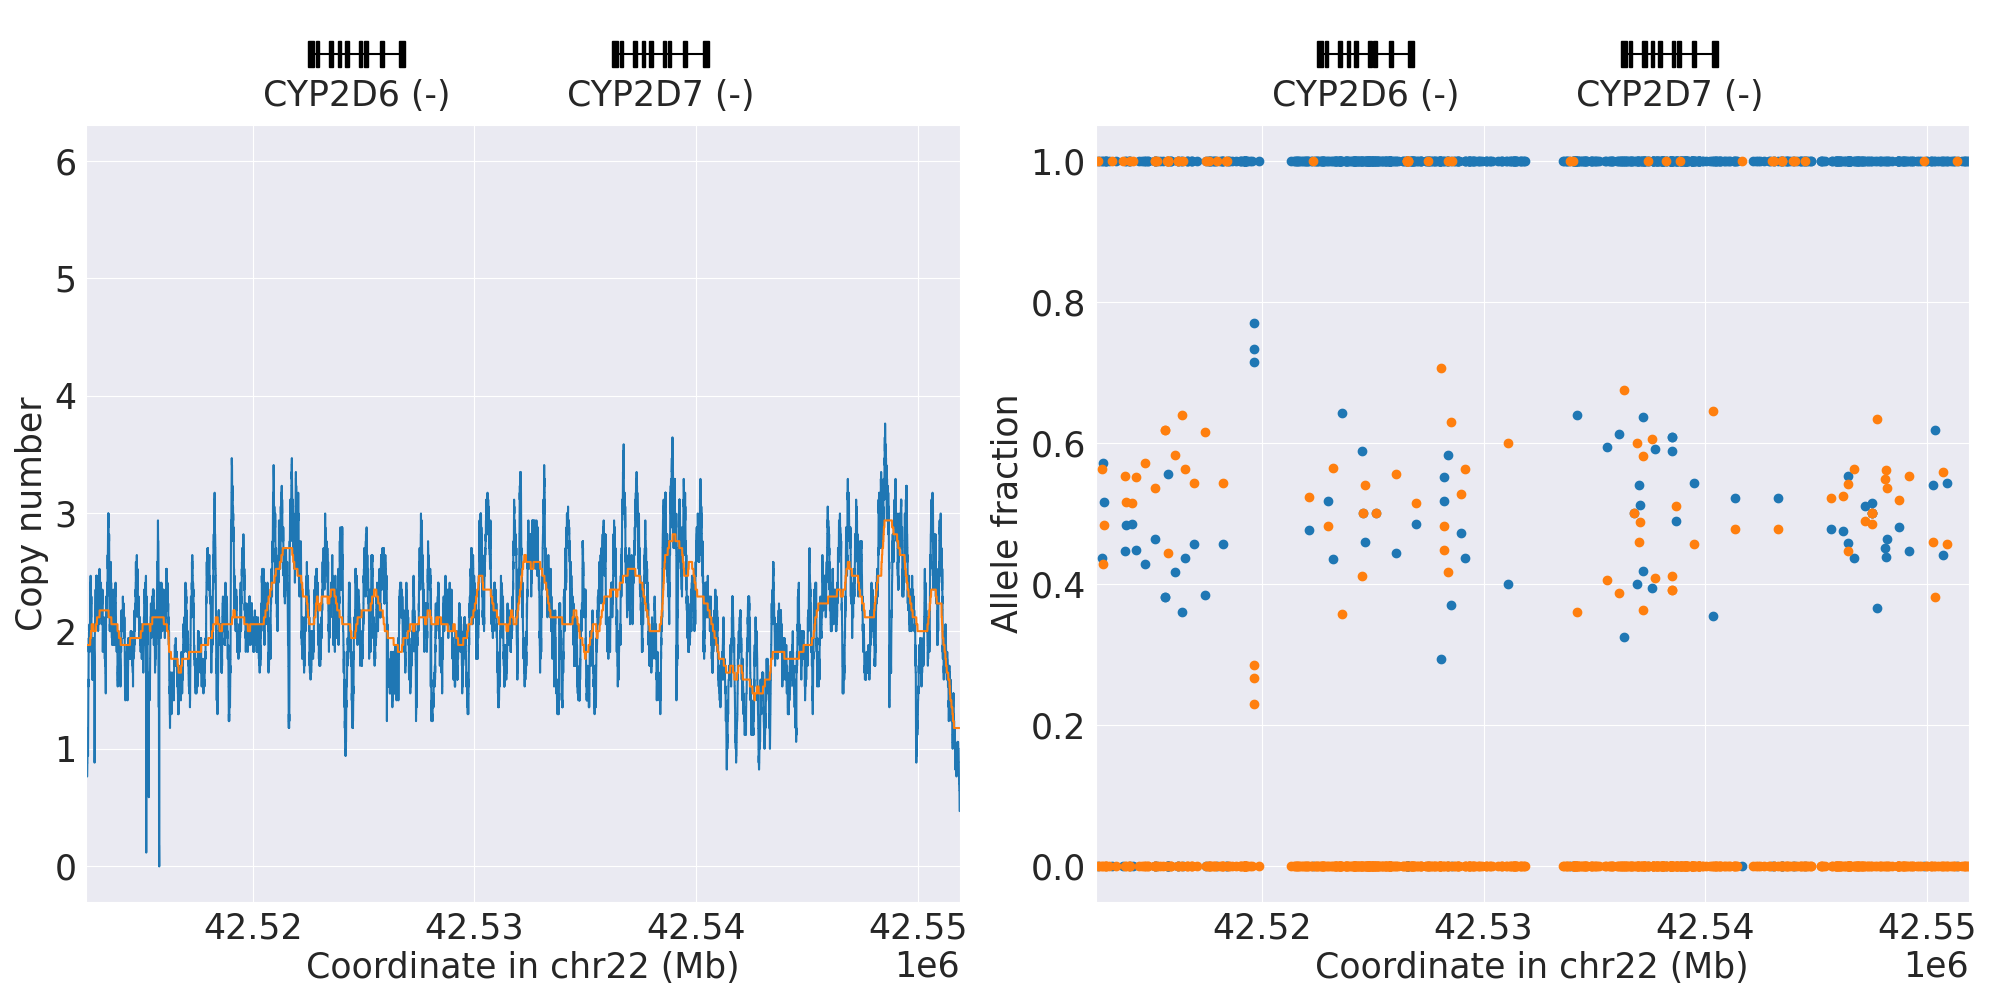 CYP2D6 (-) CYP2D7 (-)
6
5
4
3
2
1
0
Copy number
42.52 42.53 42.54 42.55
Coordinate in chr22 (Mb) 1e6
CYP2D6 (-) CYP2D7 (-)
1.0
0.8
0.6
0.4
0.2
0.0
Allele fraction
42.52 42.53 42.54 42.55
Coordinate in chr22 (Mb) 1e6